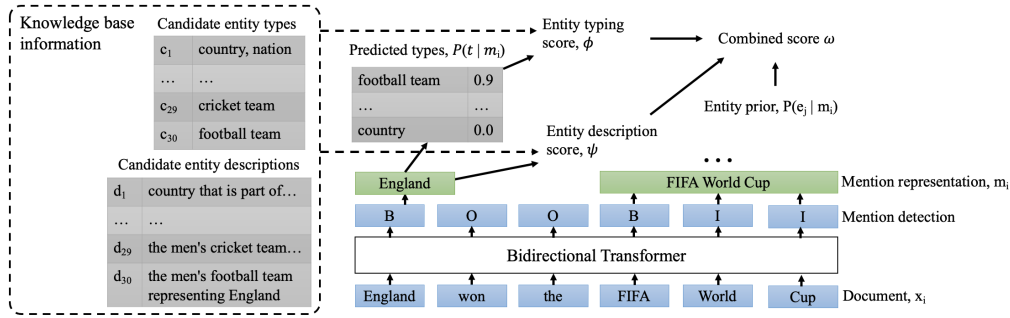 Knowledge base
information
Candidate entity types
c1 country, nation
... ...
c29 cricket team
c30 football team
Candidate entity descriptions
d1 country that is part of…
... ...
d29 the men's cricket team…
d30 the men's football team
representing England
Predicted types, P(t | mi)
football team 0.9
... ...
country 0.0
Entity typing
score, ϕ
Combined score ω
Entity prior, P(ej | mi)
Entity description
score, ψ
England
• • •
FIFA World Cup
Mention representation, mi
B O O B I I
Mention detection
Bidirectional Transformer
England won the FIFA World Cup
Document, xi